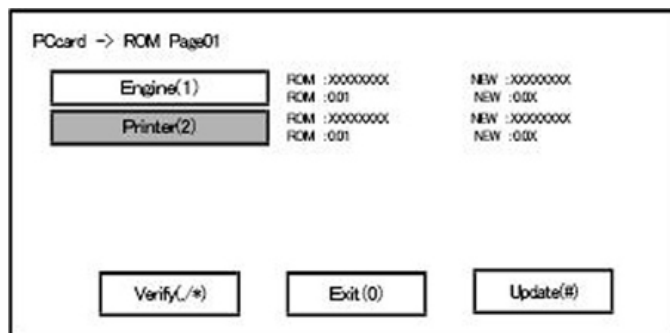 PCcard -> ROM Page01
Engine(1) ROM :XXXXXXXX NEW :XXXXXXXX
ROM :0.01 NEW :0.0X
Printer(2) ROM :XXXXXXXX NEW :XXXXXXXX
ROM :0.01 NEW :0.0X
Verify(./*) Exit(0) Update(#)